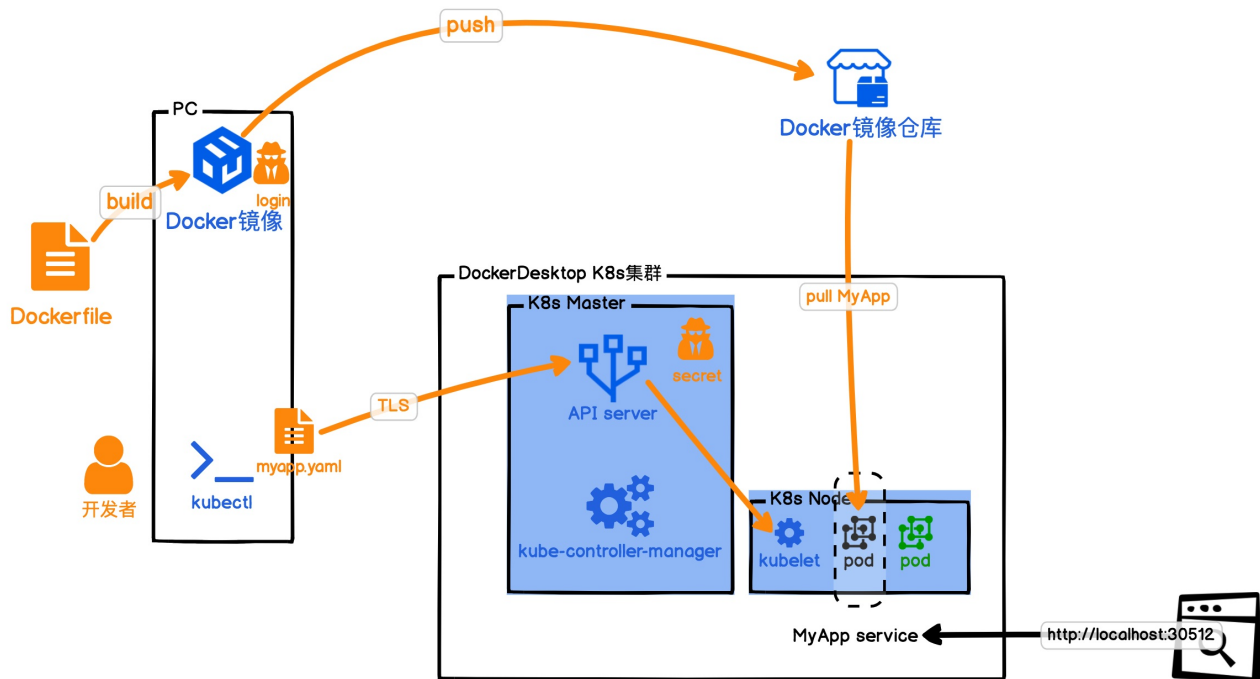 push
PC
Docker镜像仓库
build
login
Docker镜像
DockerDesktop K8s集群
pull MyApp
K8s Master
Dockerfile
secret
TLS
API server
myapp.yaml
kubectl
开发者
K8s Node
kube-controller-manager
kubelet
pod
pod
MyApp service
http://localhost:30512